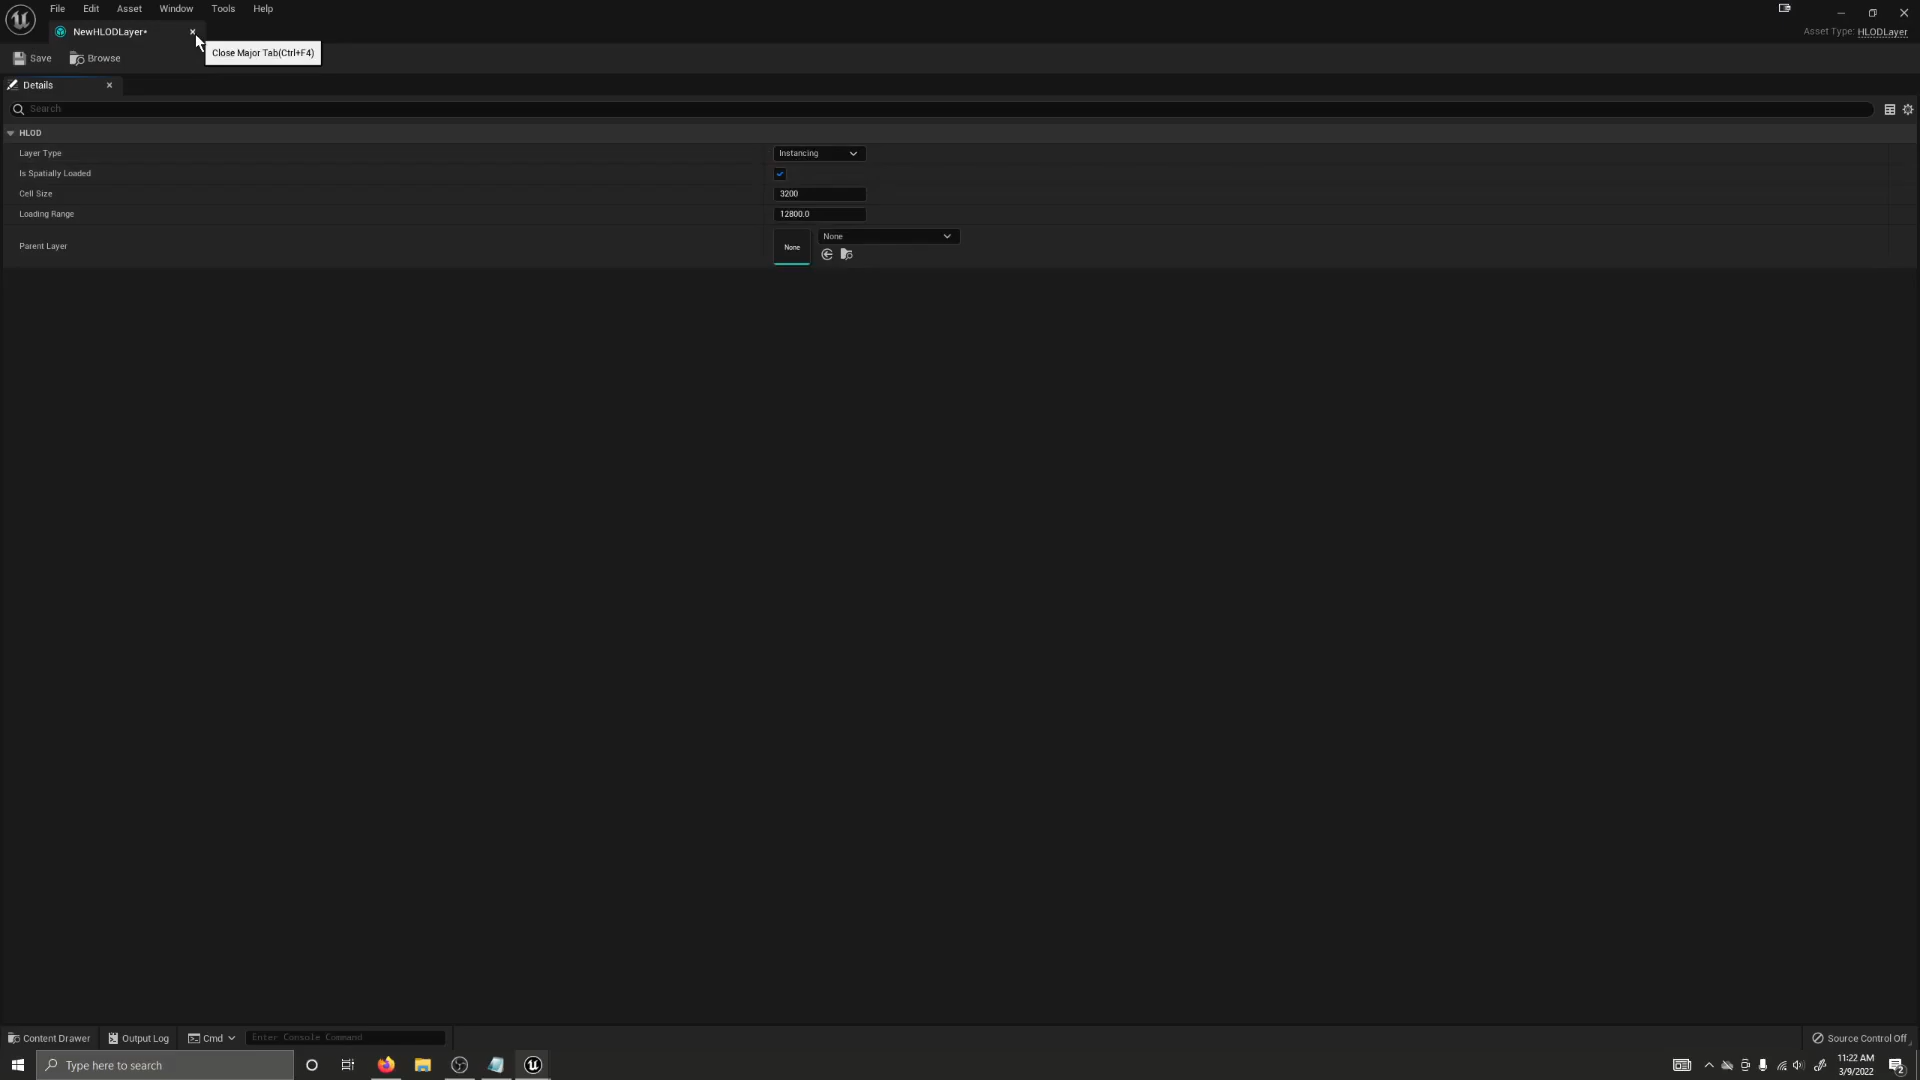 File Edit Asset Window Tools Help
NewHLODLayer*
Asset Type: HLODLayer
Close Major Tab(Ctrl+F4)
Save Browse
Details
Search
HLOD
Layer Type Instancing
Is Spatially Loaded
Cell Size 3200
Loading Range 12800.0
None
Parent Layer None
Content Drawer Output Log Cmd Enter Console Command Source Control Off
Type here to search
11:22 AM
3/9/2022
2